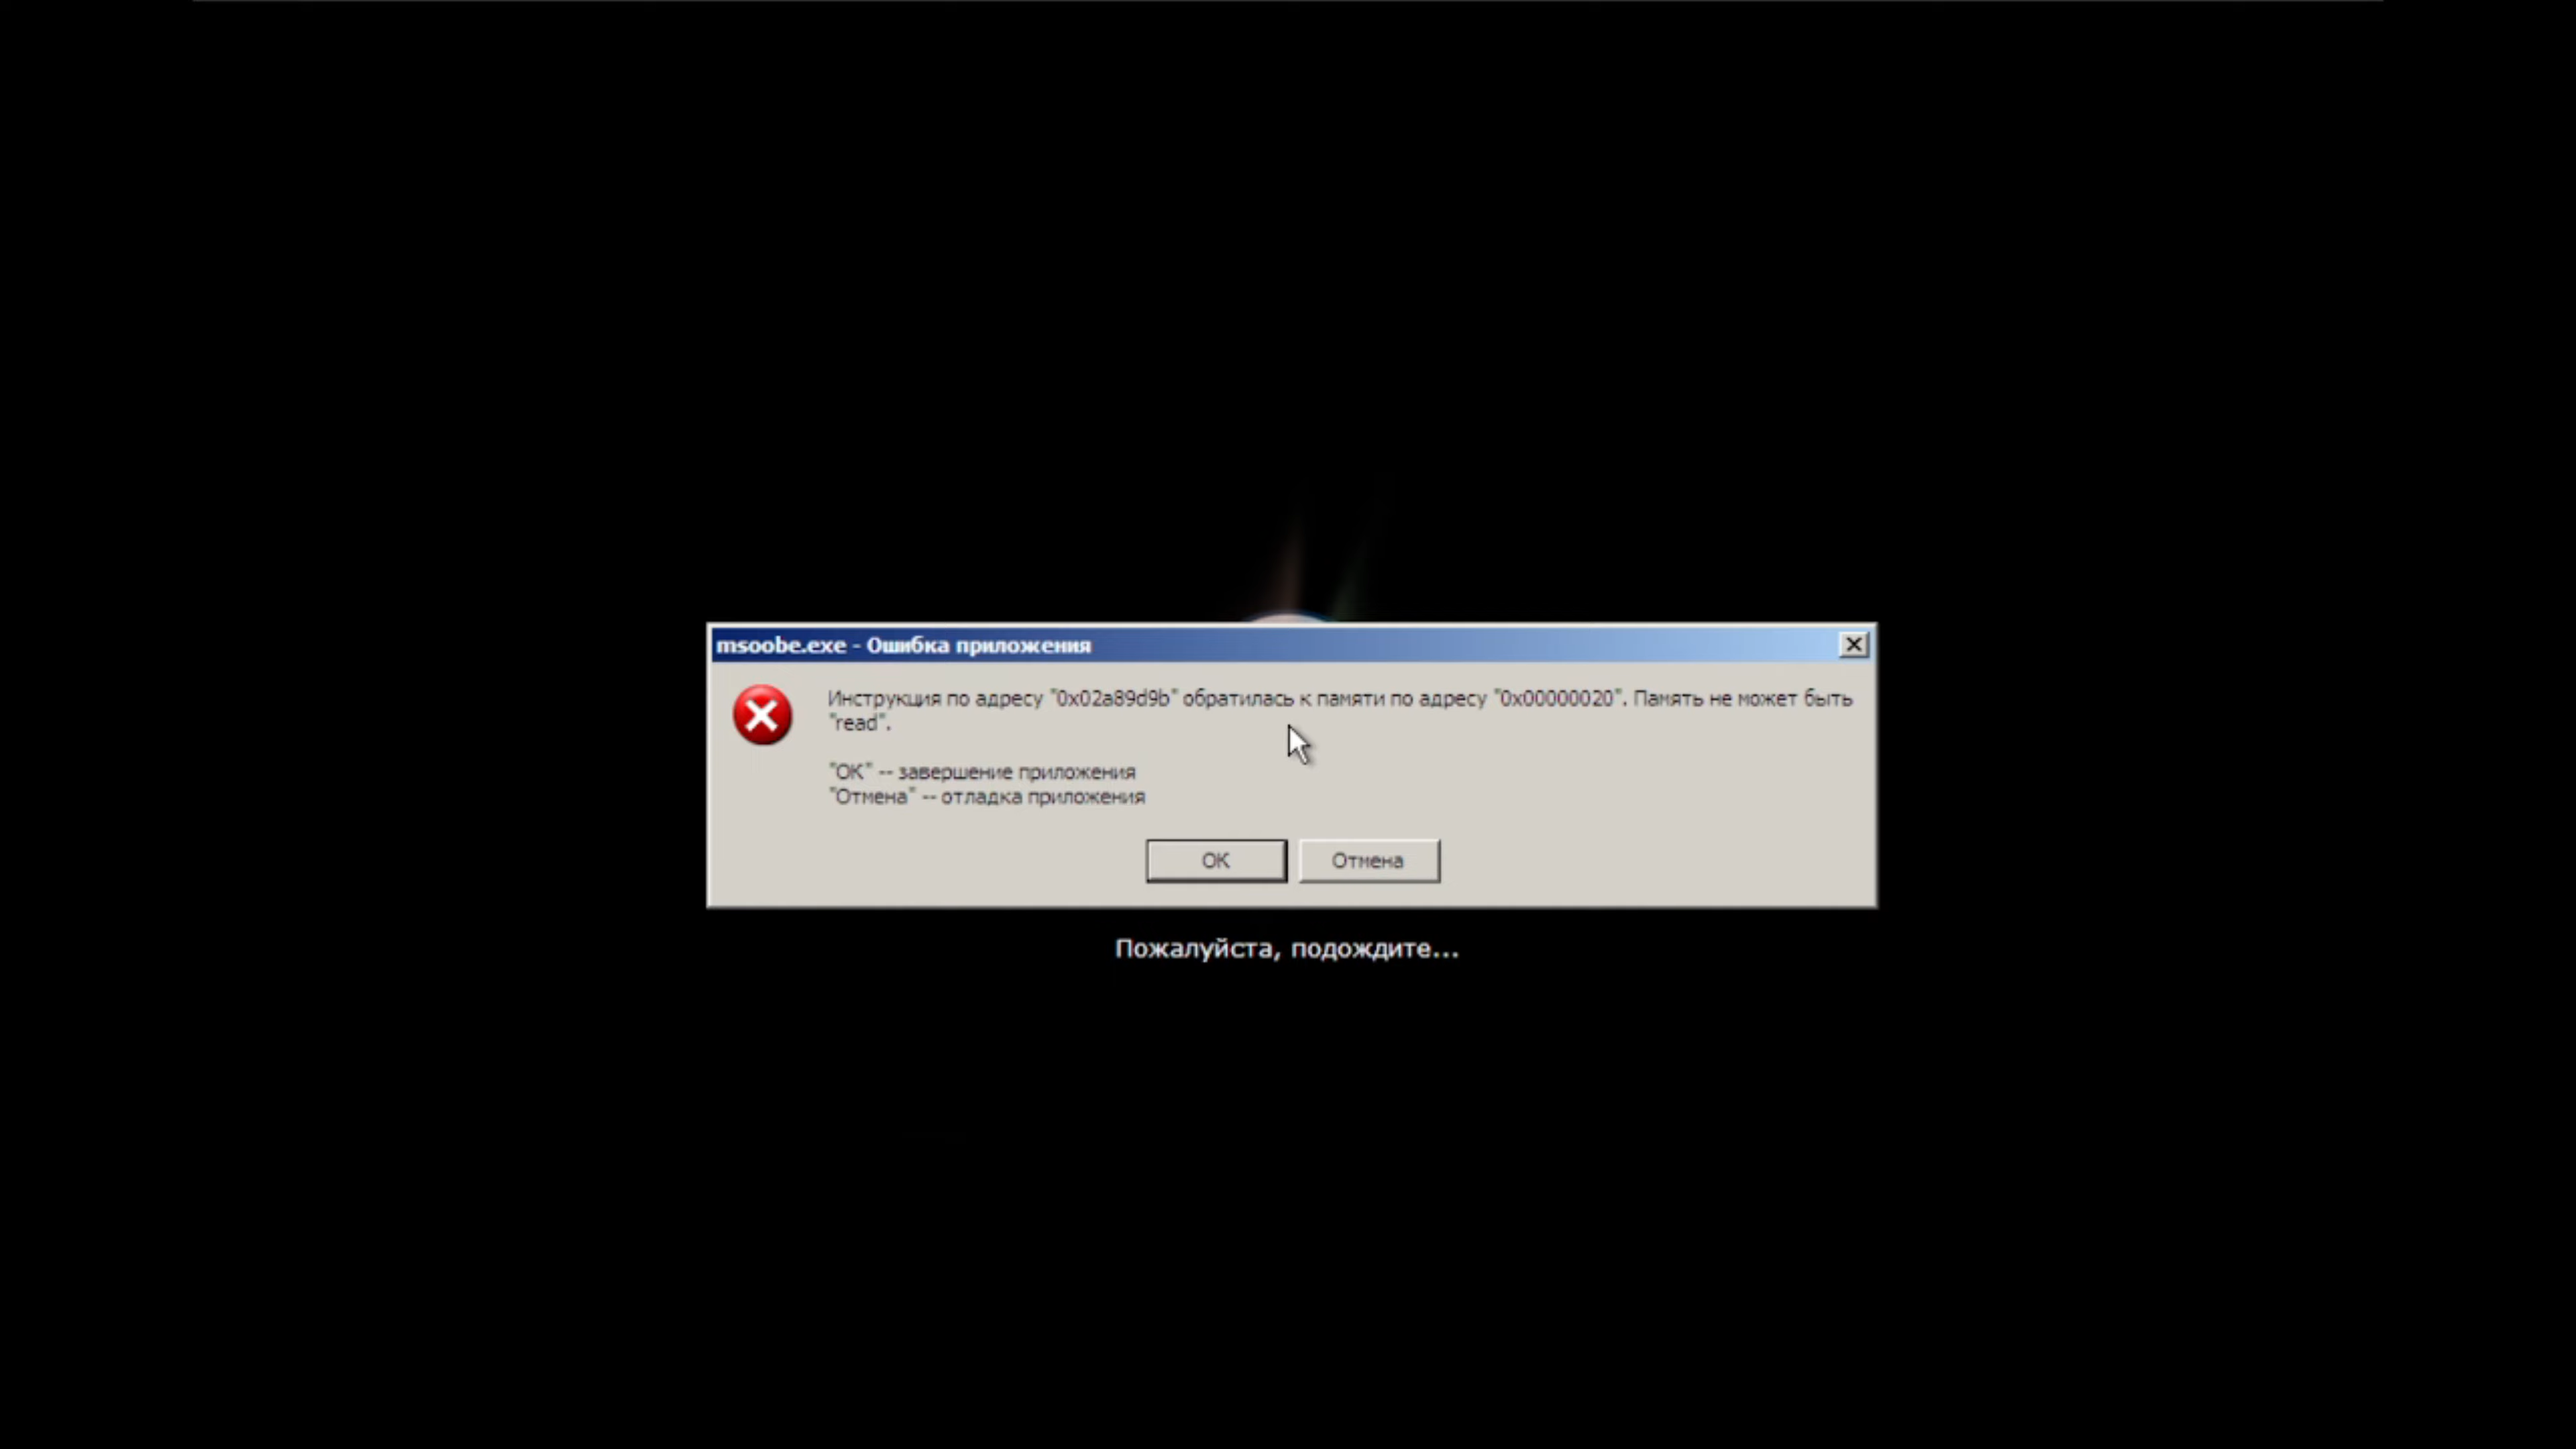 msoobe.exe - Ошибка приложения
Инструкция по адресу "0x02a89d9b" обратилась к памяти по адресу "0x00000020". Память не может быть
"read".
"OK" -- завершение приложения
"Отмена" -- отладка приложения
OK
Отмена
Пожалуйста, подождите...